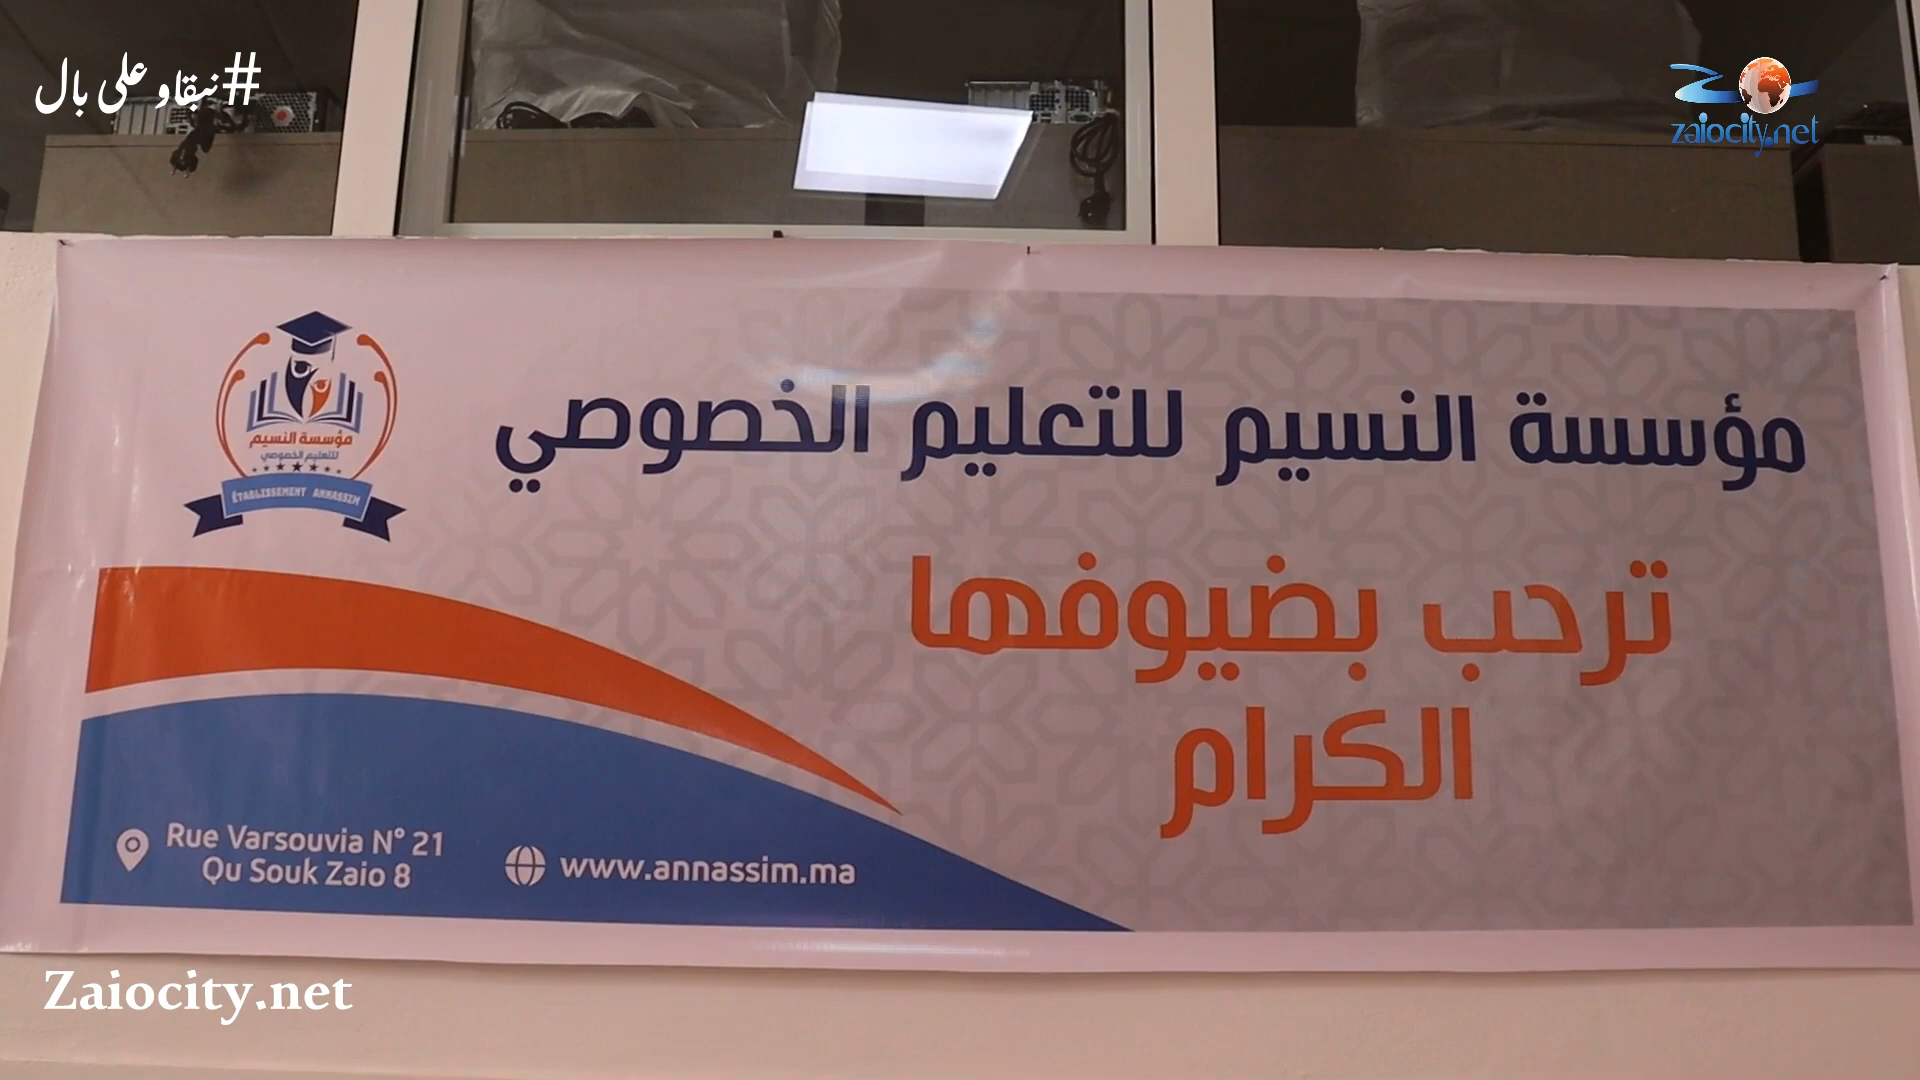 #نبقاو على بال
zaiocity.net
مؤسسة النسيم للتعليم الخصوصي
ترحب بضيوفها
الكرام
مؤسسة النسيم
للتعليم الخصوصي
ÉTABLISSEMENT ANNASSIM
Rue Varsouvia N° 21
Qu Souk Zaio 8
www.annassim.ma
Zaiocity.net